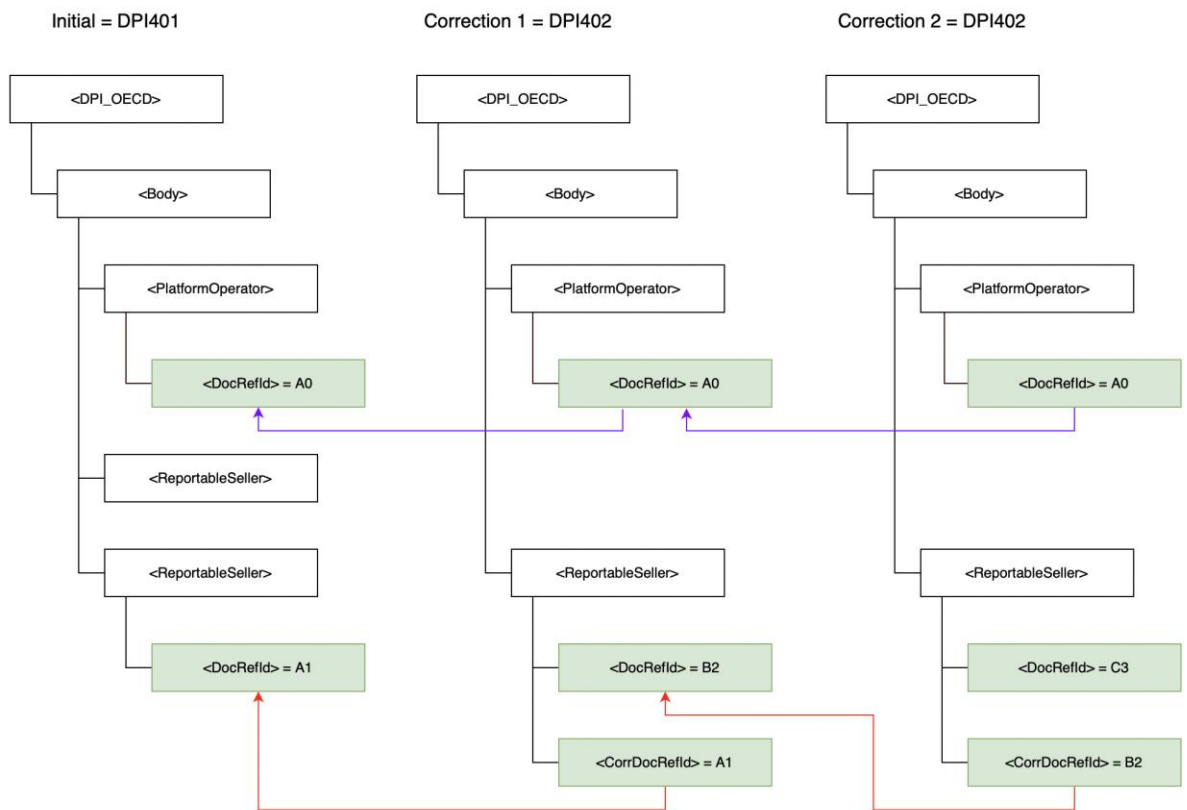 Initial = DPI401
Correction 1 = DPI402
Correction 2 = DPI402
<DPI_OECD>
<DPI_OECD>
<DPI_OECD>
<Body>
<Body>
<Body>
<PlatformOperator>
<PlatformOperator>
<PlatformOperator>
<DocRefId> = A0
<DocRefId> = A0
<DocRefId> = A0
<ReportableSeller>
<ReportableSeller>
<ReportableSeller>
<ReportableSeller>
<DocRefId> = A1
<DocRefId> = B2
<DocRefId> = C3
<CorrDocRefId> = A1
<CorrDocRefId> = B2